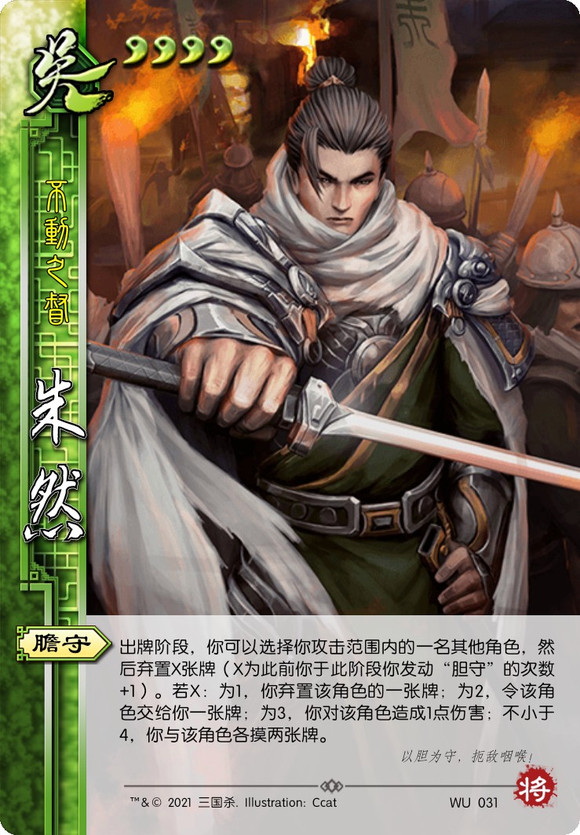 吴
不動之督
朱然
膽守
出牌阶段，你可以选择你攻击范围内的一名其他角色，然
后弃置X张牌（X为此前你于此阶段你发动“胆守”的次数
+1）。若X：为1，你弃置该角色的一张牌；为2，令该角
色交给你一张牌；为3，你对该角色造成1点伤害；不小于
4，你与该角色各摸两张牌。
以胆为守，扼敌咽喉！
™&© 2021 三国杀. Illustration: Ccat
WU 031
将